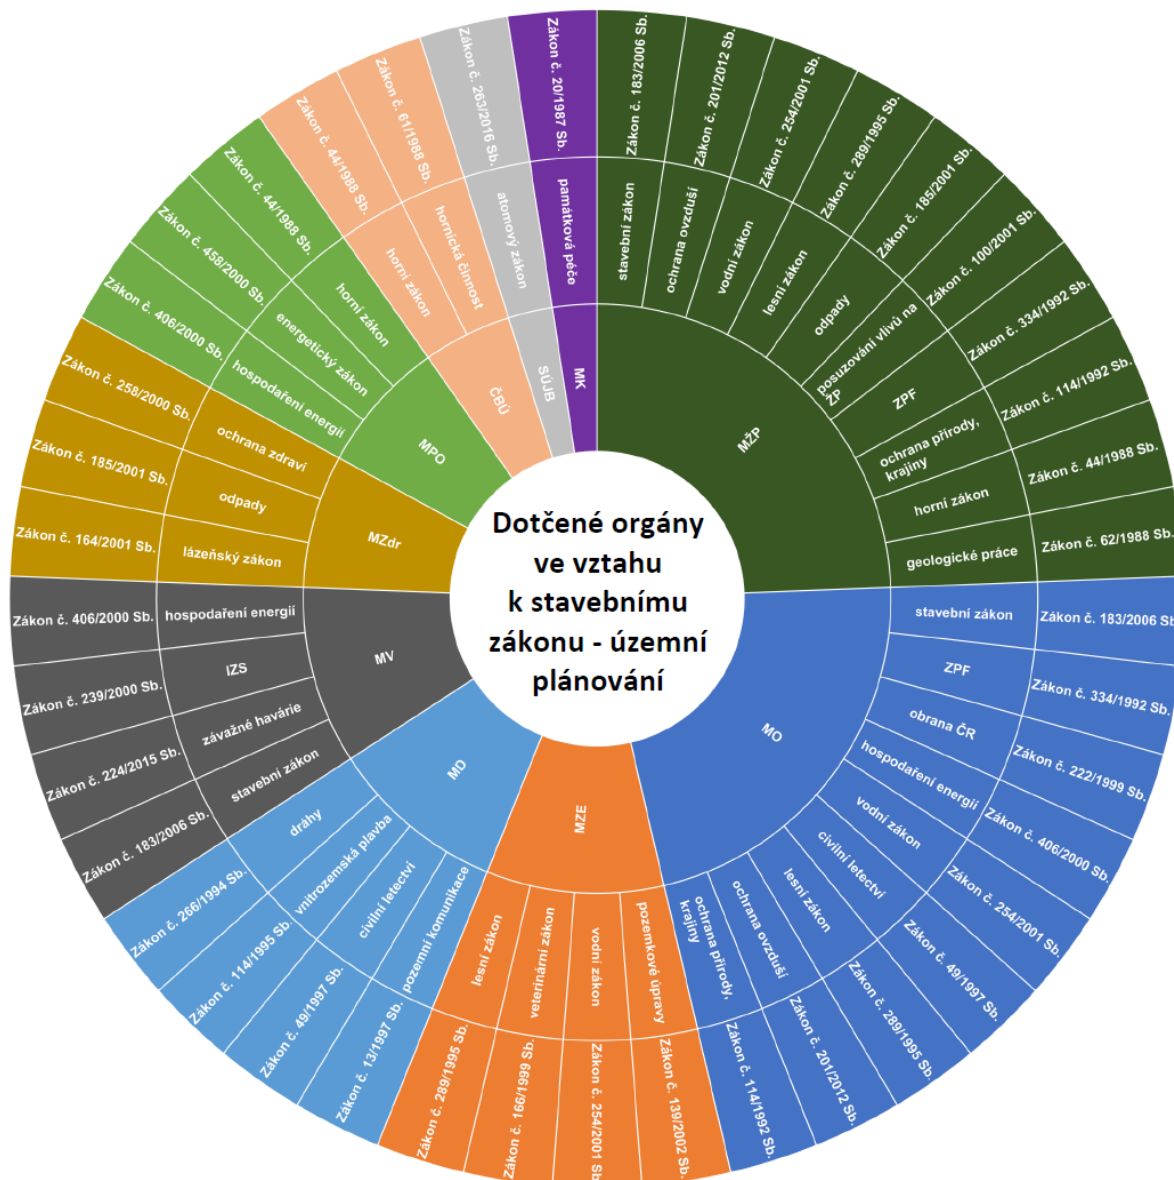 Dotčené orgány
ve vztahu
k stavebnímu
zákonu - územní
plánování
MŽP
stavební zákon
Zákon č. 183/2006 Sb.
ochrana ovzduší
Zákon č. 201/2012 Sb.
vodní zákon
Zákon č. 254/2001 Sb.
lesní zákon
Zákon č. 289/1995 Sb.
odpady
Zákon č. 185/2001 Sb.
posuzování vlivů na
ŽP
Zákon č. 100/2001 Sb.
ZPF
Zákon č. 334/1992 Sb.
ochrana přírody,
krajiny
Zákon č. 114/1992 Sb.
horní zákon
Zákon č. 44/1988 Sb.
geologické práce
Zákon č. 62/1988 Sb.
MO
stavební zákon
Zákon č. 183/2006 Sb.
ZPF
Zákon č. 334/1992 Sb.
obrana ČR
Zákon č. 222/1999 Sb.
hospodaření energií
Zákon č. 406/2000 Sb.
vodní zákon
Zákon č. 254/2001 Sb.
civilní letectví
Zákon č. 49/1997 Sb.
lesní zákon
Zákon č. 289/1995 Sb.
ochrana ovzduší
Zákon č. 201/2012 Sb.
ochrana přírody,
krajiny
Zákon č. 114/1992 Sb.
MZE
pozemkové úpravy
Zákon č. 139/2002 Sb.
vodní zákon
Zákon č. 254/2001 Sb.
veterinární zákon
Zákon č. 166/1999 Sb.
lesní zákon
Zákon č. 289/1995 Sb.
MD
pozemní komunikace
Zákon č. 13/1997 Sb.
civilní letectví
Zákon č. 49/1997 Sb.
vnitrozemská plavba
Zákon č. 114/1995 Sb.
dráhy
Zákon č. 266/1994 Sb.
MV
stavební zákon
Zákon č. 183/2006 Sb.
závažné havárie
Zákon č. 224/2015 Sb.
IZS
Zákon č. 239/2000 Sb.
hospodaření energií
Zákon č. 406/2000 Sb.
MZdr
lázeňský zákon
Zákon č. 164/2001 Sb.
odpady
Zákon č. 185/2001 Sb.
ochrana zdraví
Zákon č. 258/2000 Sb.
MPO
hospodaření energií
Zákon č. 406/2000 Sb.
energetický zákon
Zákon č. 458/2000 Sb.
horní zákon
Zákon č. 44/1988 Sb.
ČBÚ
horní zákon
Zákon č. 44/1988 Sb.
hornická činnost
Zákon č. 61/1988 Sb.
SÚJB
atomový zákon
Zákon č. 263/2016 Sb.
MK
památková péče
Zákon č. 20/1987 Sb.